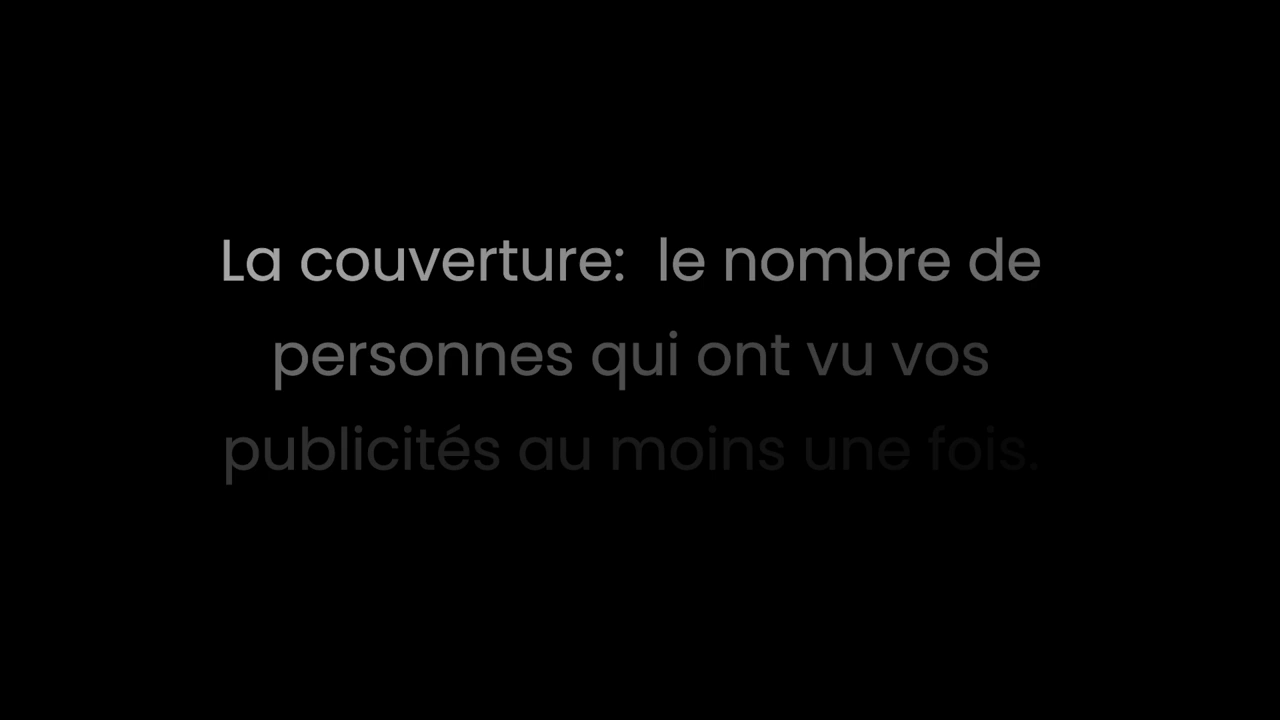 La couverture:  le nombre de
personnes qui ont vu vos
publicités au moins une fois.